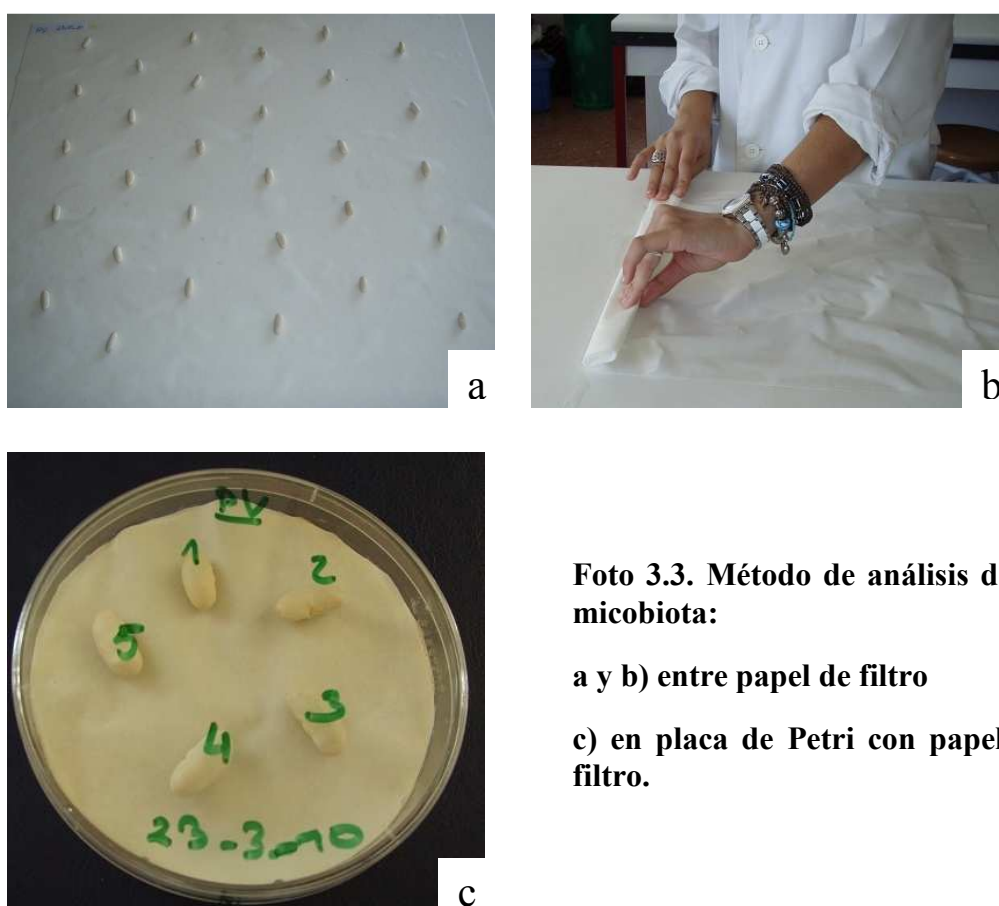 a
b
PV
1
2
5
3
4
23-3-10
c
Foto 3.3. Método de análisis d
micobiota:
a y b) entre papel de filtro
c) en placa de Petri con papel
filtro.